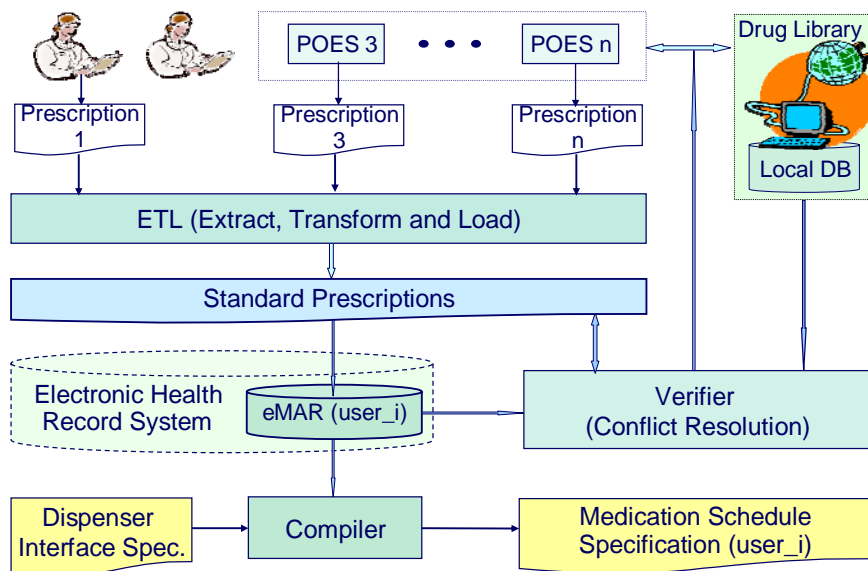 POES 3
• • •
POES n
Drug Library
Prescription
1
Prescription
3
Prescription
n
Local DB
ETL (Extract, Transform and Load)
Standard Prescriptions
Electronic Health
Record System
eMAR (user_i)
Verifier
(Conflict Resolution)
Dispenser
Interface Spec.
Compiler
Medication Schedule
Specification (user_i)